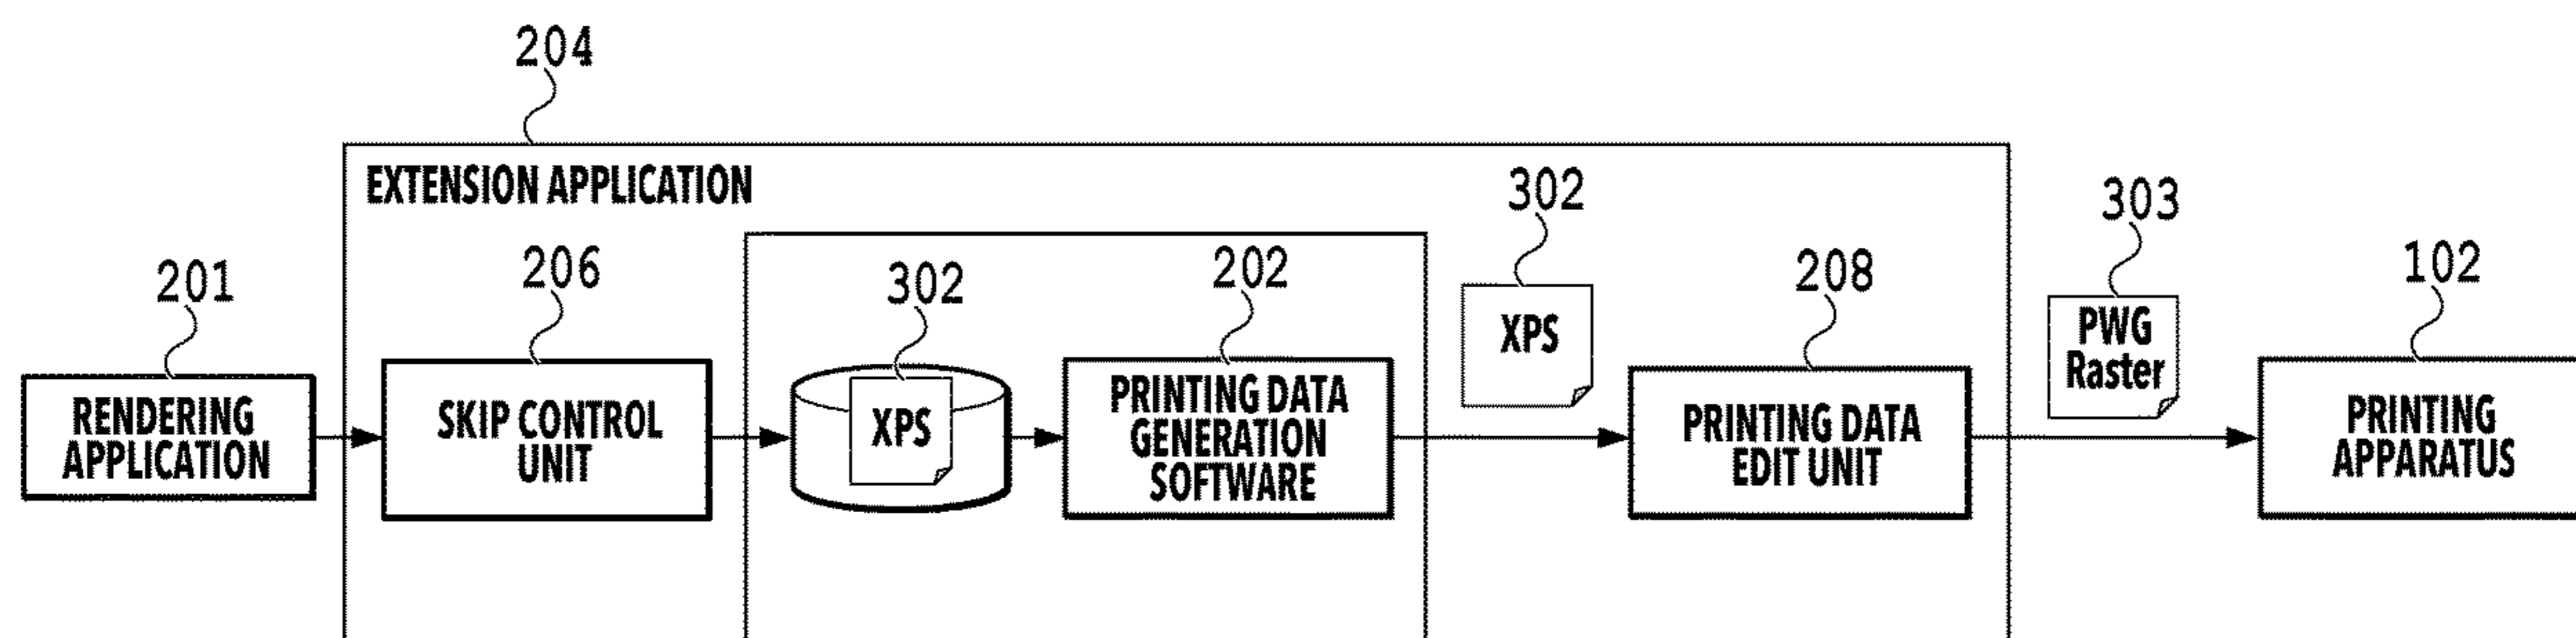 204
EXTENSION APPLICATION
302
303
201
206
302
202
208
102
RENDERING
APPLICATION
SKIP CONTROL
UNIT
XPS
PRINTING DATA
GENERATION
SOFTWARE
XPS
PRINTING DATA
EDIT UNIT
PWG
Raster
PRINTING
APPARATUS